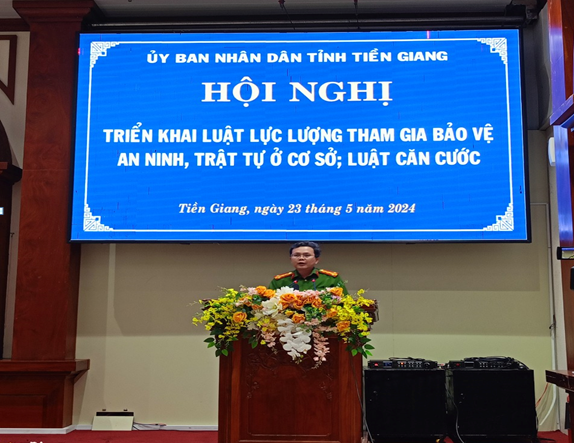 ỦY BAN NHÂN DÂN TỈNH TIỀN GIANG
HỘI NGHỊ
TRIỂN KHAI LUẬT LỰC LƯỢNG THAM GIA BẢO VỆ
AN NINH, TRẬT TỰ Ở CƠ SỞ; LUẬT CĂN CƯỚC
Tiền Giang, ngày 23 tháng 5 năm 2024